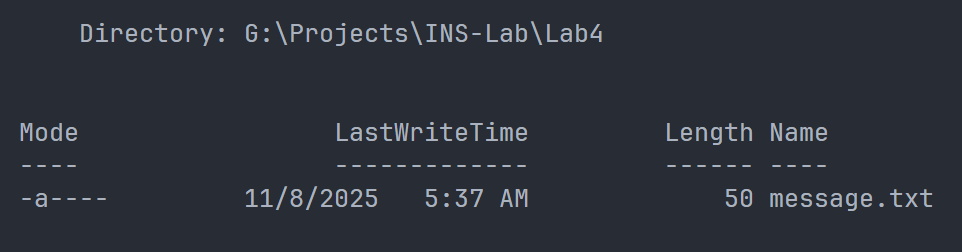 Directory: G:\Projects\INS-Lab\Lab4
Mode LastWriteTime Length Name
---- ------------- ------ ----
-a---- 11/8/2025 5:37 AM 50 message.txt